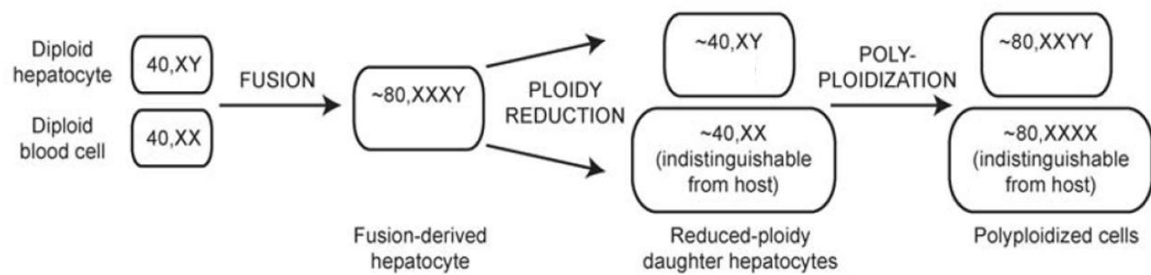 Diploid
hepatocyte
40,XY
Diploid
blood cell
40,XX
FUSION
~80,XXXY
Fusion-derived
hepatocyte
PLOIDY
REDUCTION
~40,XY
~40,XX
(indistinguishable
from host)
Reduced-ploidy
daughter hepatocytes
POLY-
PLOIDIZATION
~80,XXYY
~80,XXXX
(indistinguishable
from host)
Polyploidized cells